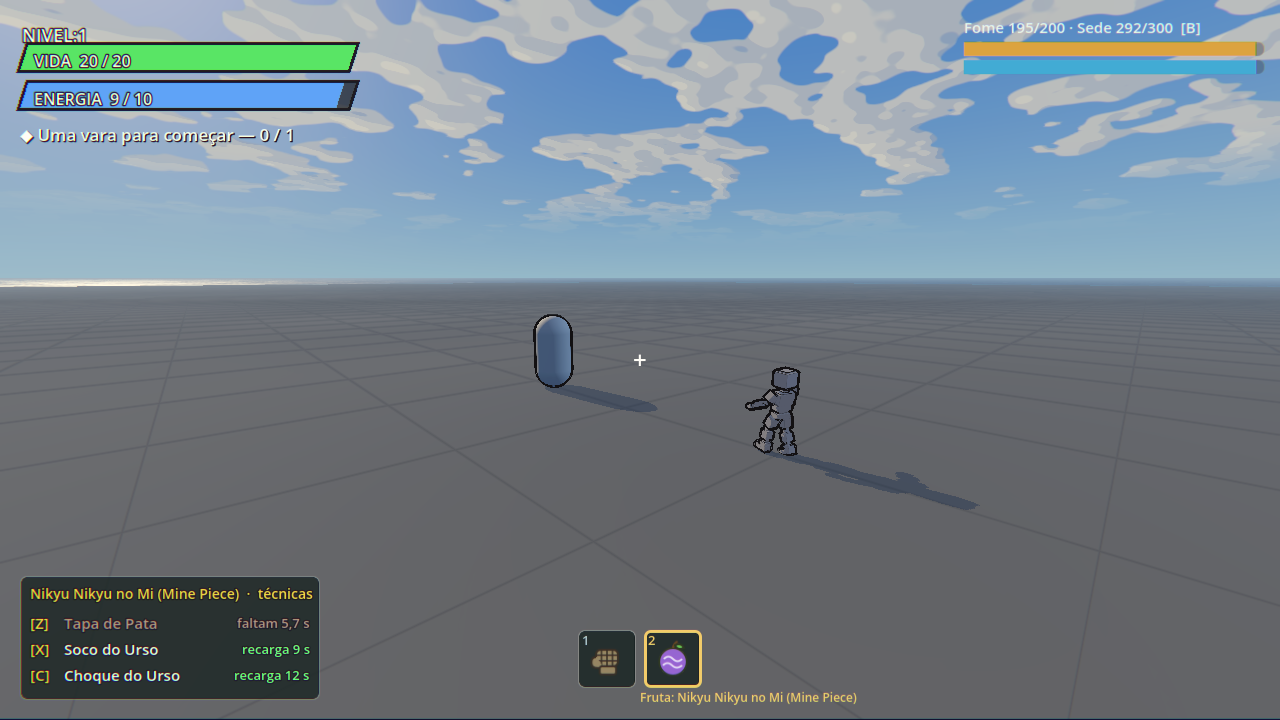 NIVEL:1
VIDA 20 / 20
ENERGIA 9 / 10
◆ Uma vara para começar — 0 / 1
Fome 195/200 · Sede 292/300 [B]
Nikyu Nikyu no Mi (Mine Piece) · técnicas
[Z] Tapa de Pata faltam 5,7 s
[X] Soco do Urso recarga 9 s
[C] Choque do Urso recarga 12 s
1
2
Fruta: Nikyu Nikyu no Mi (Mine Piece)